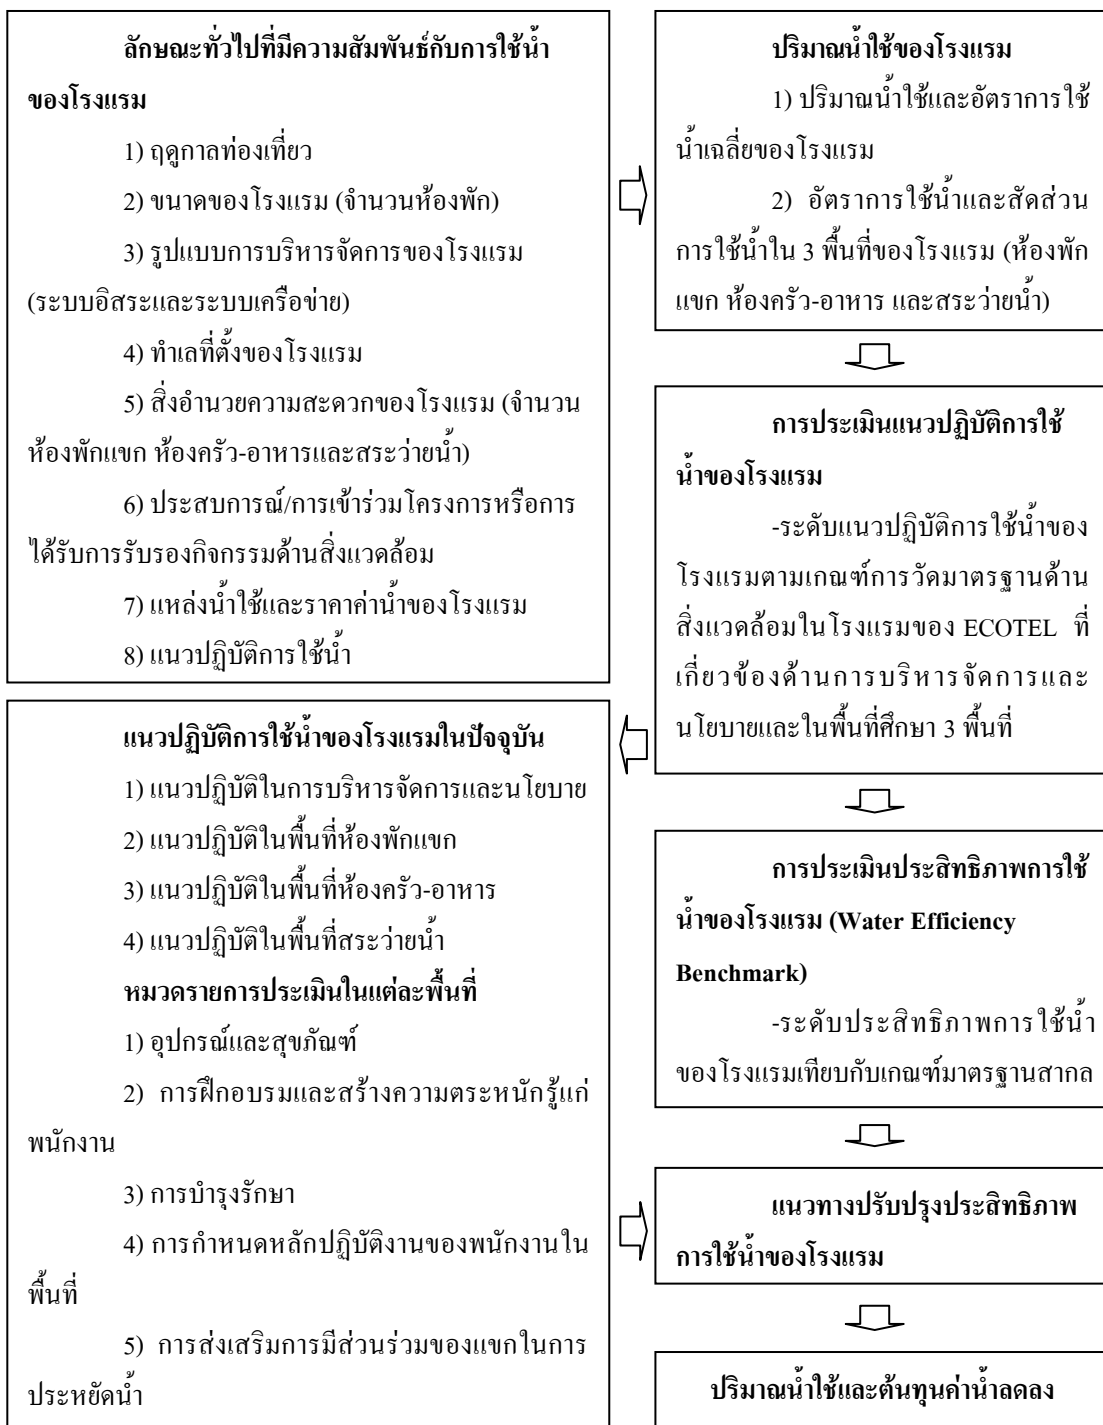 ลักษณะทั่วไปที่มีความสัมพันธ์กับการใช้น้ำ
ของโรงแรม
1) ฤดูกาลท่องเที่ยว
2) ขนาดของโรงแรม (จำนวนห้องพัก)
3) รูปแบบการบริหารจัดการของโรงแรม
(ระบบอิสระและระบบเครือข่าย)
4) ทำเลที่ตั้งของโรงแรม
5) สิ่งอำนวยความสะดวกของโรงแรม (จำนวน
ห้องพักแขก ห้องครัว-อาหารและสระว่ายน้ำ)
6) ประสบการณ์/การเข้าร่วมโครงการหรือการ
ได้รับการรับรองกิจกรรมด้านสิ่งแวดล้อม
7) แหล่งน้ำใช้และราคาค่าน้ำของโรงแรม
8) แนวปฏิบัติการใช้น้ำ
ปริมาณน้ำใช้ของโรงแรม
1) ปริมาณน้ำใช้และอัตราการใช้
น้ำเฉลี่ยของโรงแรม
2) อัตราการใช้น้ำและสัดส่วน
การใช้น้ำใน 3 พื้นที่ของโรงแรม (ห้องพัก
แขก ห้องครัว-อาหาร และสระว่ายน้ำ)
การประเมินแนวปฏิบัติการใช้
น้ำของโรงแรม
-ระดับแนวปฏิบัติการใช้น้ำของ
โรงแรมตามเกณฑ์การวัดมาตรฐานด้าน
สิ่งแวดล้อมในโรงแรมของ ECOTEL ที่
เกี่ยวข้องด้านการบริหารจัดการและ
นโยบายและในพื้นที่ศึกษา 3 พื้นที่
แนวปฏิบัติการใช้น้ำของโรงแรมในปัจจุบัน
1) แนวปฏิบัติในการบริหารจัดการและนโยบาย
2) แนวปฏิบัติในพื้นที่ห้องพักแขก
3) แนวปฏิบัติในพื้นที่ห้องครัว-อาหาร
4) แนวปฏิบัติในพื้นที่สระว่ายน้ำ
หมวดรายการประเมินในแต่ละพื้นที่
1) อุปกรณ์และสุขภัณฑ์
2) การฝึกอบรมและสร้างความตระหนักรู้แก่
พนักงาน
3) การบำรุงรักษา
4) การกำหนดหลักปฏิบัติงานของพนักงานใน
พื้นที่
5) การส่งเสริมการมีส่วนร่วมของแขกในการ
ประหยัดน้ำ
การประเมินประสิทธิภาพการใช้
น้ำของโรงแรม (Water Efficiency
Benchmark)
-ระดับประสิทธิภาพการใช้น้ำ
ของโรงแรมเทียบกับเกณฑ์มาตรฐานสากล
แนวทางปรับปรุงประสิทธิภาพ
การใช้น้ำของโรงแรม
ปริมาณน้ำใช้และต้นทุนค่าน้ำลดลง